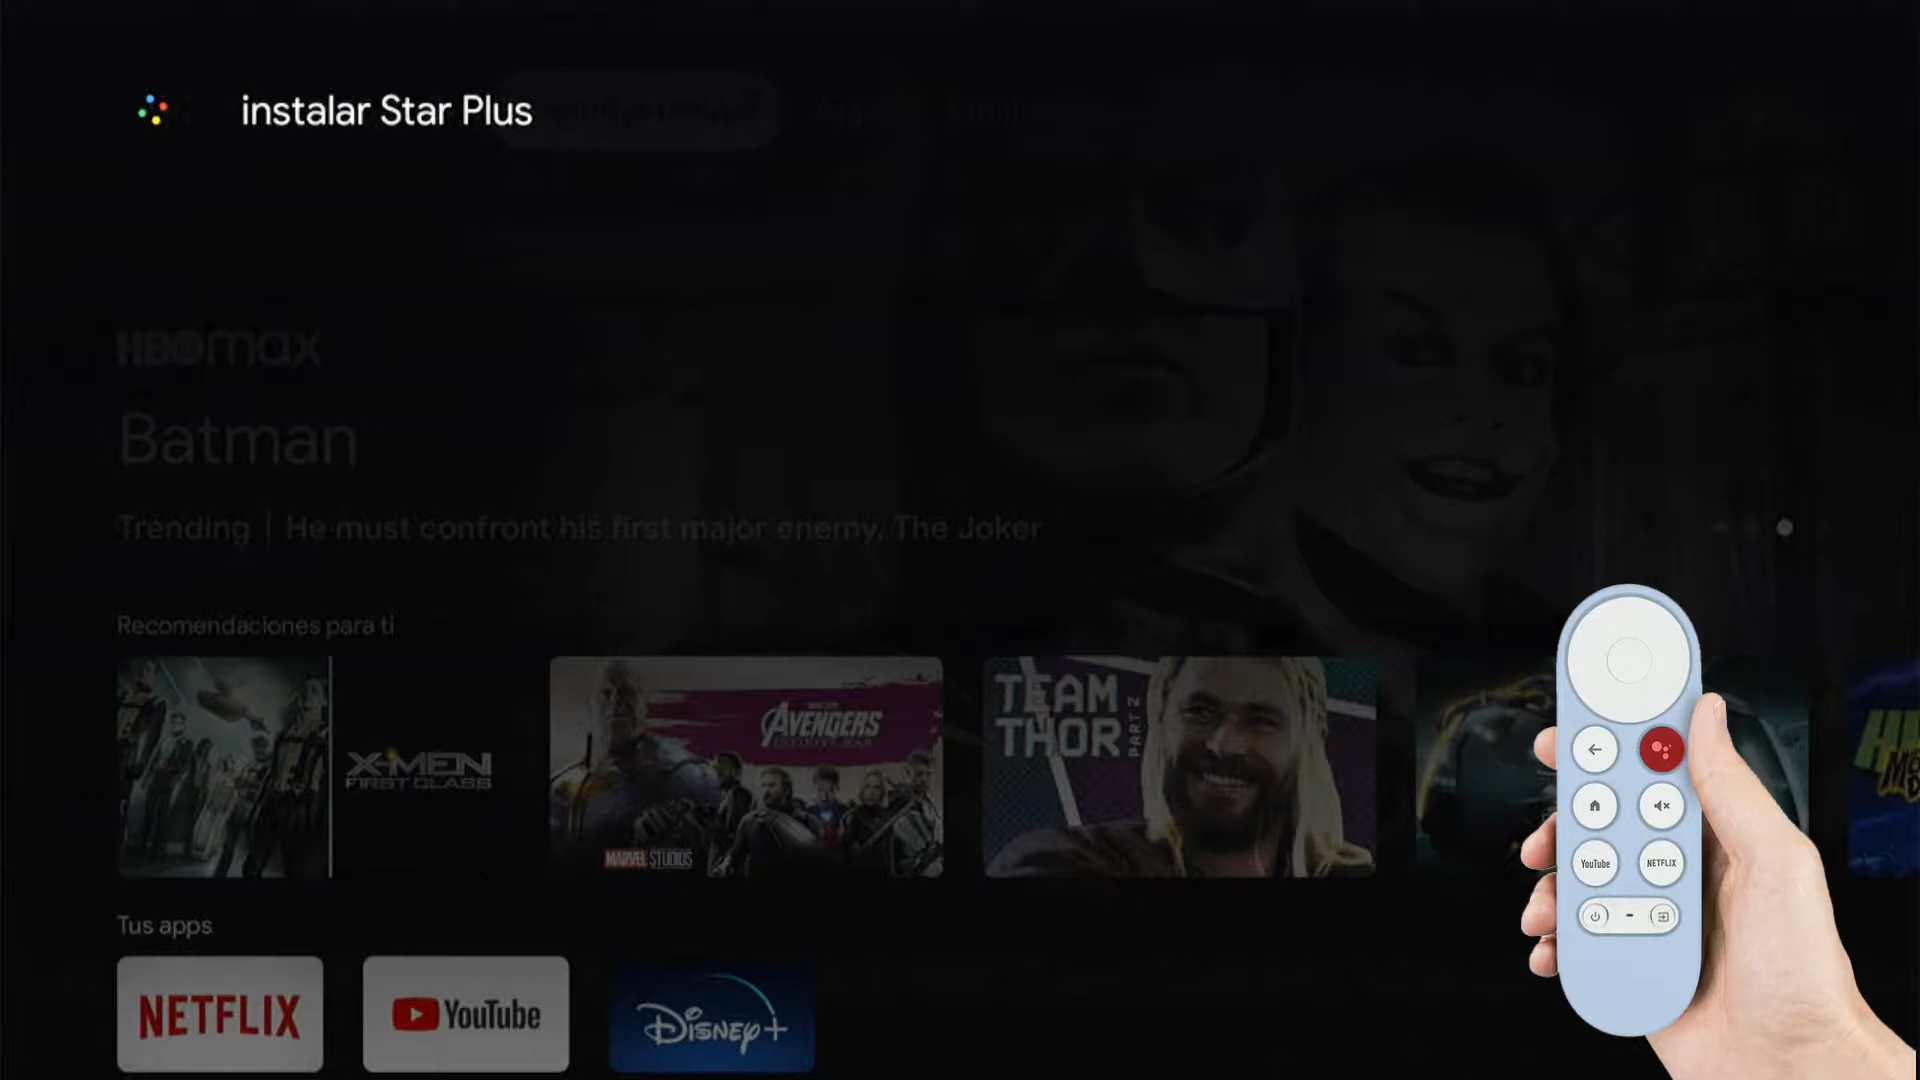 instalar Star Plus
HBOmax
Batman
Trending | He must confront his first major enemy, The Joker
Recomendaciones para ti
X-MEN
FIRST CLASS
AVENGERS
MARVEL STUDIOS
TEAM
THOR
PART 2
YouTube
NETFLIX
Tus apps
NETFLIX
YouTube
Disney+